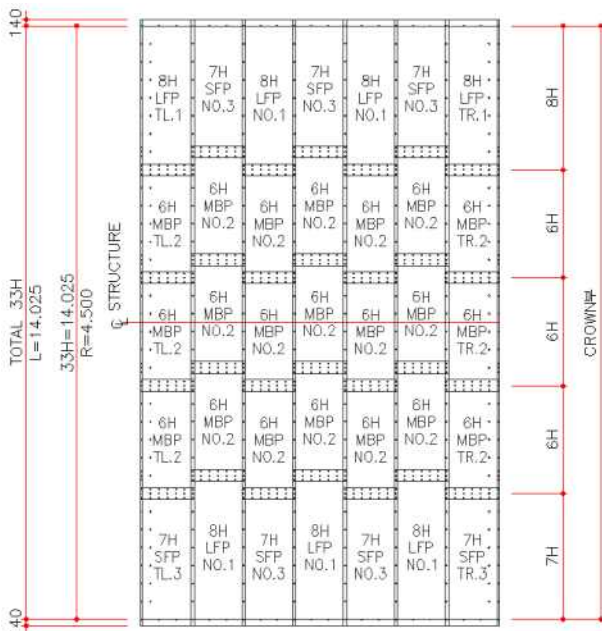 140
8H
LFP
TL.1
7H
SFP
NO.3
8H
LFP
NO.1
7H
SFP
NO.3
8H
LFP
NO.1
7H
SFP
NO.3
8H
LFP
TR.1
8H
6H
MBP
TL.2
6H
MBP
NO.2
6H
MBP
NO.2
6H
MBP
NO.2
6H
MBP
NO.2
6H
MBP
NO.2
6H
MBP
TR.2
6H
TOTAL 33H
L=14.025
33H=14.025
R=4.500
℄ STRUCTURE
6H
MBP
TL.2
6H
MBP
NO.2
6H
MBP
NO.2
6H
MBP
NO.2
6H
MBP
NO.2
6H
MBP
NO.2
6H
MBP
TR.2
6H
CROWN부
6H
MBP
TL.2
6H
MBP
NO.2
6H
MBP
NO.2
6H
MBP
NO.2
6H
MBP
NO.2
6H
MBP
NO.2
6H
MBP
TR.2
6H
7H
SFP
TL.3
8H
LFP
NO.1
7H
SFP
NO.3
8H
LFP
NO.1
7H
SFP
NO.3
8H
LFP
NO.1
7H
SFP
TR.3
7H
40